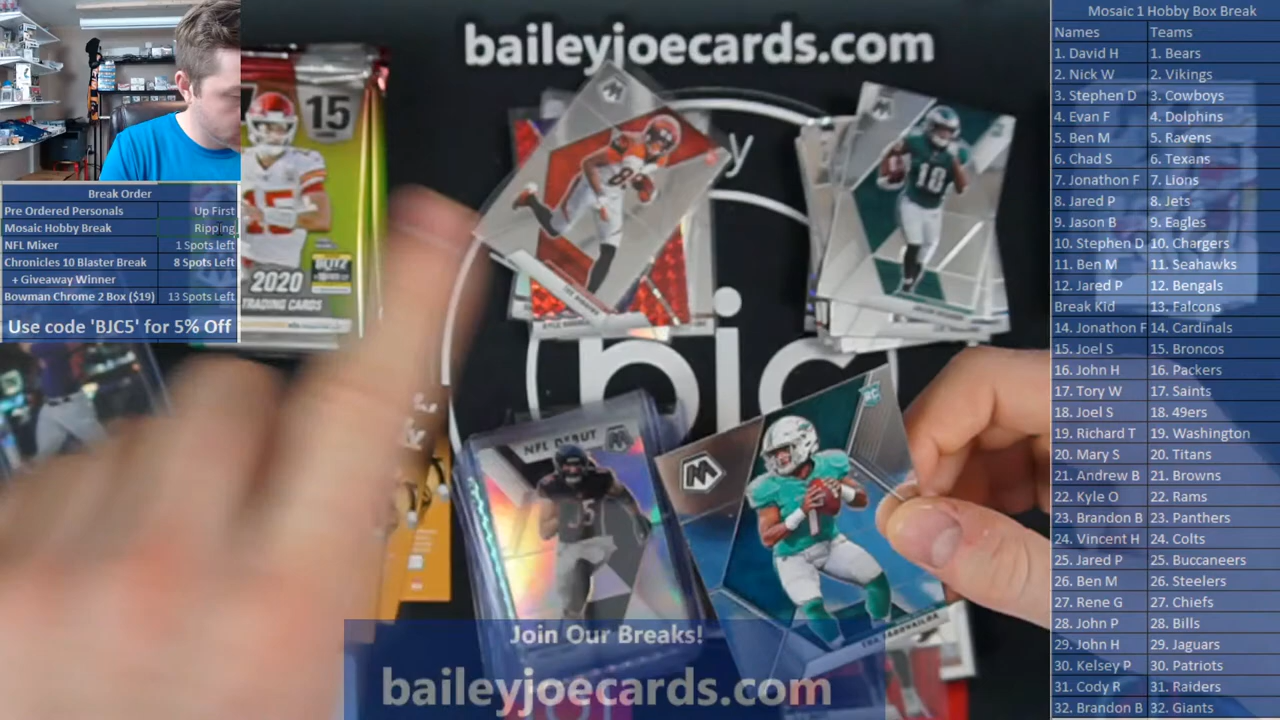 baileyjoecards.com
Mosaic 1 Hobby Box Break
Names Teams
1. David H 1. Bears
2. Nick W 2. Vikings
3. Stephen D 3. Cowboys
4. Evan F 4. Dolphins
5. Ben M 5. Ravens
6. Chad S 6. Texans
7. Jonathon F 7. Lions
8. Jared P 8. Jets
9. Jason B 9. Eagles
10. Stephen D 10. Chargers
11. Ben M 11. Seahawks
12. Jared P 12. Bengals
Break Kid 13. Falcons
14. Jonathon F 14. Cardinals
15. Joel S 15. Broncos
16. John H 16. Packers
17. Tory W 17. Saints
18. Joel S 18. 49ers
19. Richard T 19. Washington
20. Mary S 20. Titans
21. Andrew B 21. Browns
22. Kyle O 22. Rams
23. Brandon B 23. Panthers
24. Vincent H 24. Colts
25. Jared P 25. Buccaneers
26. Ben M 26. Steelers
27. Rene G 27. Chiefs
28. John P 28. Bills
29. John H 29. Jaguars
30. Kelsey P 30. Patriots
31. Cody R 31. Raiders
32. Brandon B 32. Giants
Break Order
Pre Ordered Personals Up First
Mosaic Hobby Break Ripping
NFL Mixer 1 Spots left
Chronicles 10 Blaster Break 8 Spots Left
+ Giveaway Winner
Bowman Chrome 2 Box ($19) 13 Spots Left
Use code 'BJC5' for 5% Off
15
15
2020
TRADING CARDS
y
bjc
NFL DEBUT
RC
M
1
18
Join Our Breaks!
baileyjoecards.com